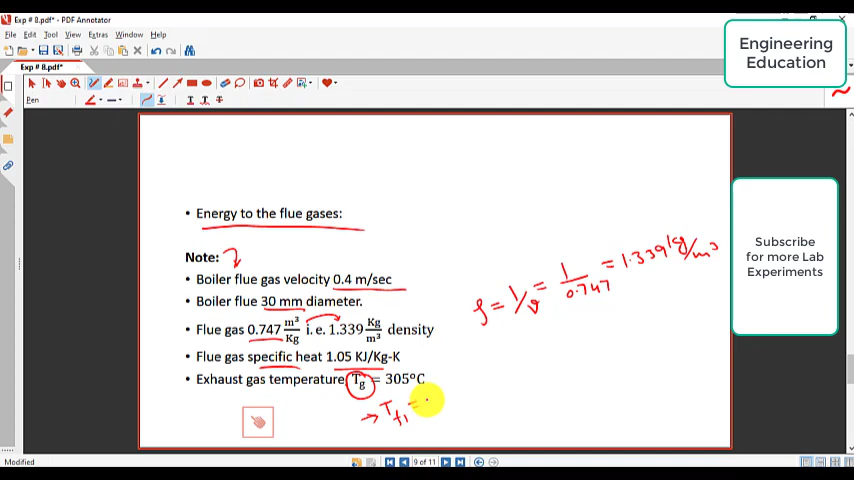 Exp # 8.pdf* - PDF Annotator
File Edit Tool View Extras Window Help
Exp # 8.pdf*
Pen
Engineering
Education
• Energy to the flue gases:
Note:
• Boiler flue gas velocity 0.4 m/sec
• Boiler flue 30 mm diameter.
• Flue gas 0.747 m³/Kg i. e. 1.339 Kg/m³ density
• Flue gas specific heat 1.05 KJ/Kg-K
• Exhaust gas temperature Tg = 305°C
→ Tf1 =
ρ = 1/ϑ = 1/0.747 = 1.339 kg/m³
Subscribe
for more Lab
Experiments
Modified
9 of 11